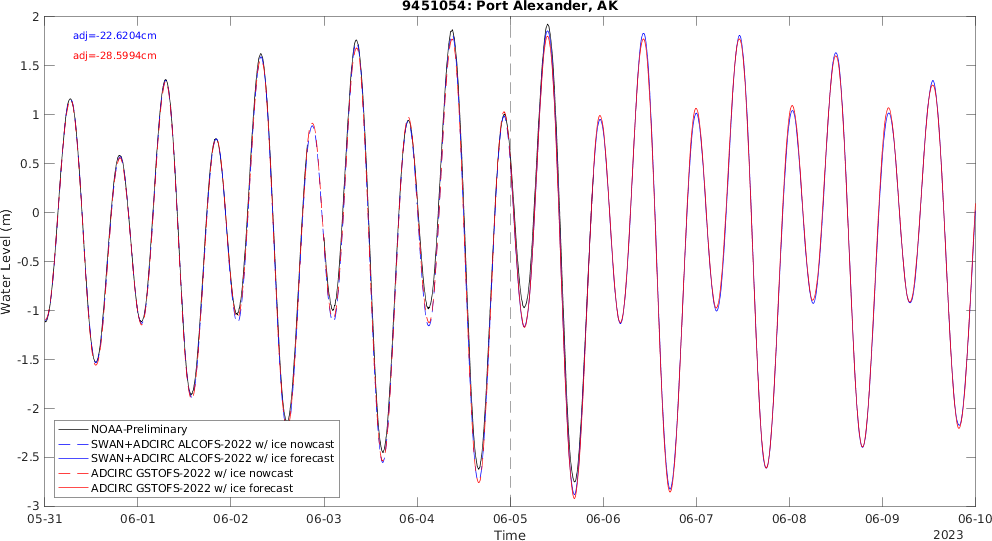 9451054: Port Alexander, AK
adj=-22.6204cm
adj=-28.5994cm
2
1.5
1
0.5
0
-0.5
-1
-1.5
-2
-2.5
-3
Water Level (m)
NOAA-Preliminary
SWAN+ADCIRC ALCOFS-2022 w/ ice nowcast
SWAN+ADCIRC ALCOFS-2022 w/ ice forecast
ADCIRC GSTOFS-2022 w/ ice nowcast
ADCIRC GSTOFS-2022 w/ ice forecast
05-31 06-01 06-02 06-03 06-04 06-05 06-06 06-07 06-08 06-09 06-10
Time
2023